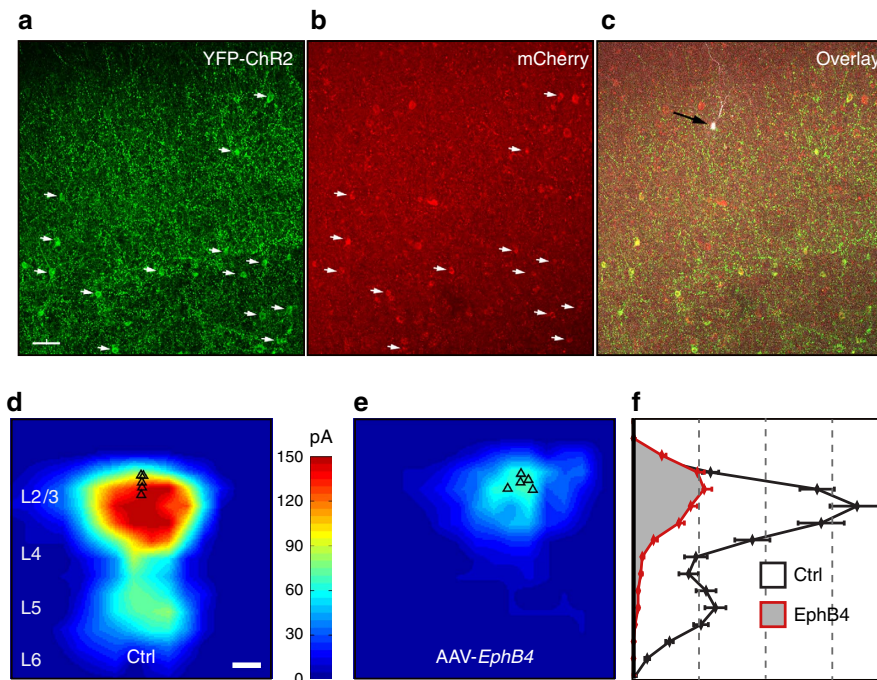 a
YFP-ChR2
b
mCherry
c
Overlay
d
L2/3
L4
L5
L6
Ctrl
pA
150
120
90
60
30
0
e
AAV-EphB4
f
Ctrl
EphB4